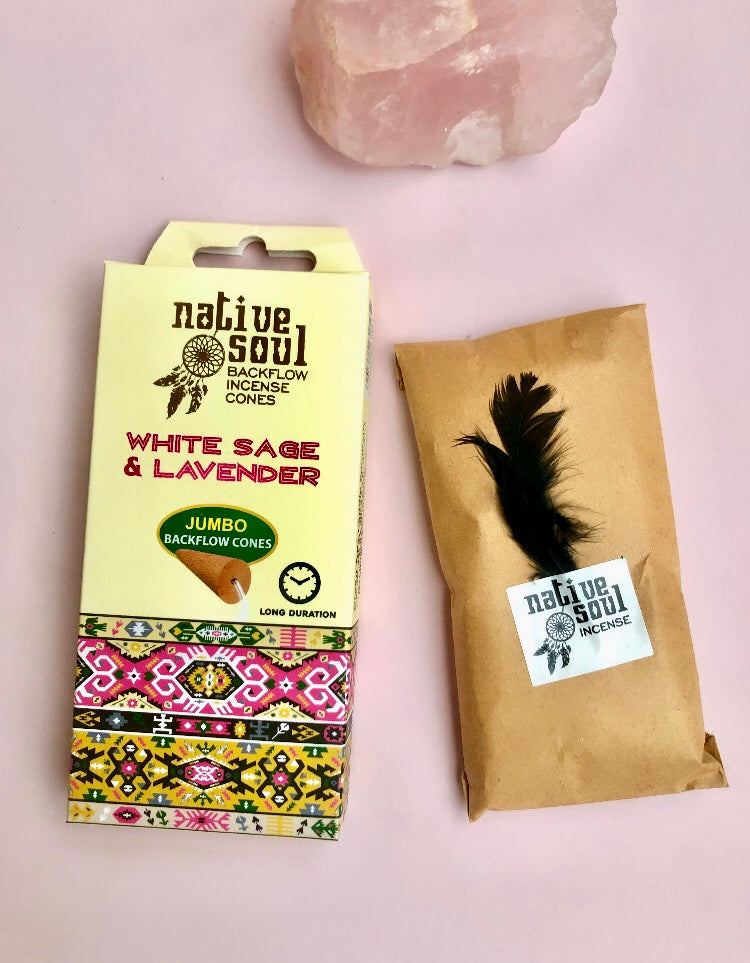 native
soul
BACKFLOW
INCENSE
CONES
WHITE SAGE
& LAVENDER
JUMBO
BACKFLOW CONES
LONG DURATION
native
soul
INCENSE